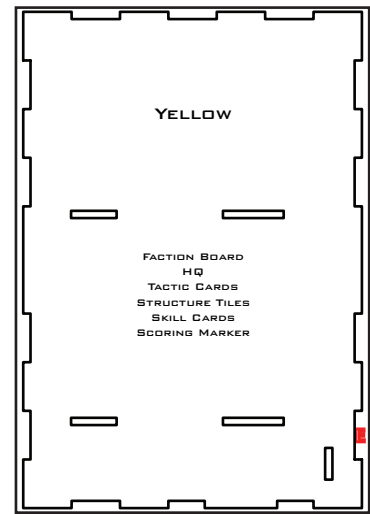 Yellow
Faction Board
HQ
Tactic Cards
Structure Tiles
Skill Cards
Scoring Marker